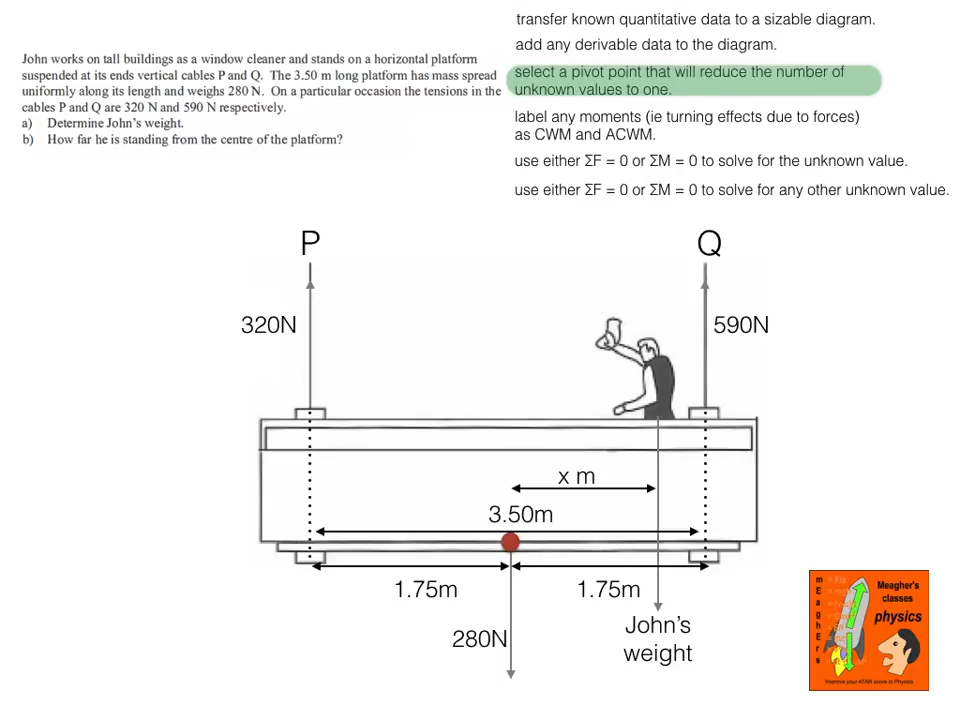 transfer known quantitative data to a sizable diagram.
add any derivable data to the diagram.
select a pivot point that will reduce the number of
unknown values to one.
label any moments (ie turning effects due to forces)
as CWM and ACWM.
use either ΣF = 0 or ΣM = 0 to solve for the unknown value.
use either ΣF = 0 or ΣM = 0 to solve for any other unknown value.
John works on tall buildings as a window cleaner and stands on a horizontal platform
suspended at its ends vertical cables P and Q. The 3.50 m long platform has mass spread
uniformly along its length and weighs 280 N. On a particular occasion the tensions in the
cables P and Q are 320 N and 590 N respectively.
a) Determine John's weight.
b) How far he is standing from the centre of the platform?
P
Q
320N
590N
x m
3.50m
1.75m
1.75m
280N
John's
weight
mEaghErs
Meagher's
classes
physics
Improve your ATAR score in Physics